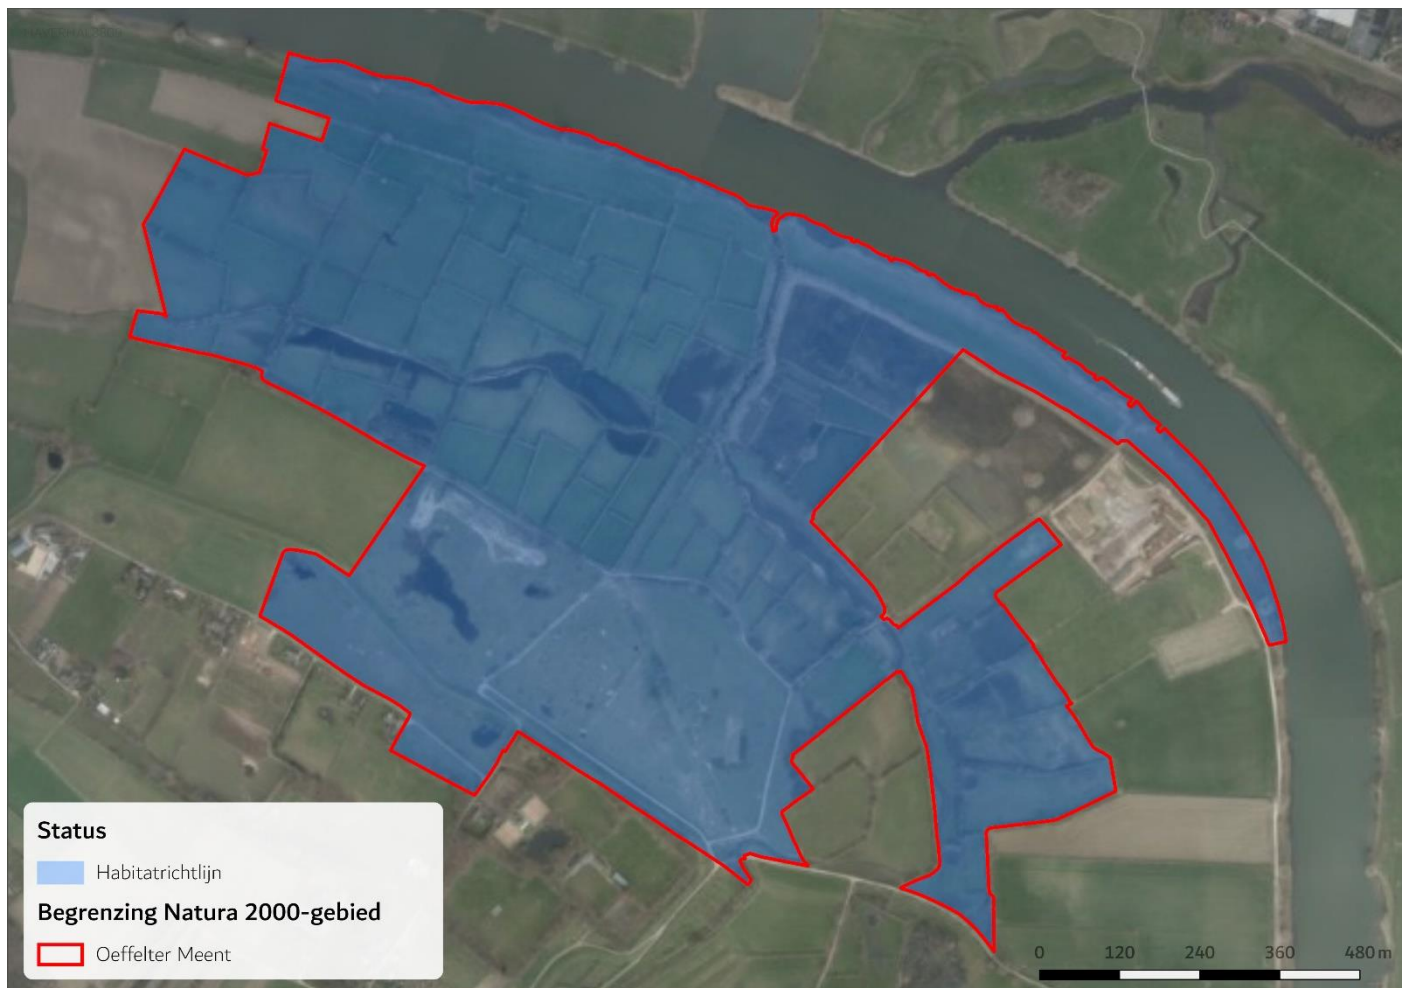 Status
Habitatrichtlijn
Begrenzing Natura 2000-gebied
Oeffelter Meent
0 120 240 360 480 m